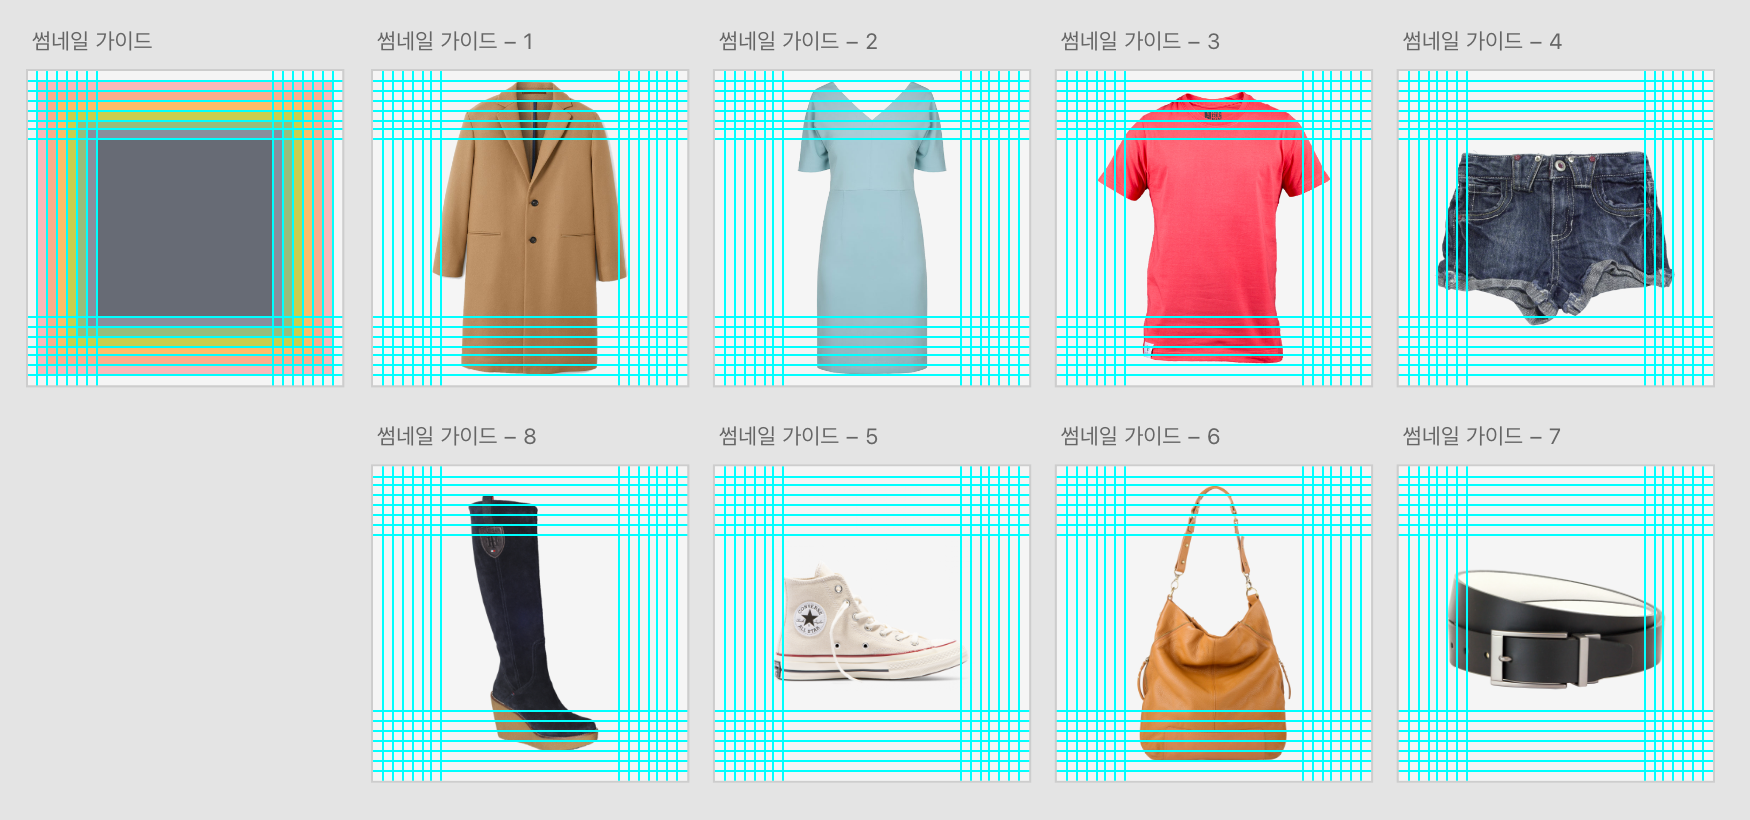 썸네일 가이드
썸네일 가이드 – 1
썸네일 가이드 – 2
썸네일 가이드 – 3
썸네일 가이드 – 4
썸네일 가이드 – 8
썸네일 가이드 – 5
썸네일 가이드 – 6
썸네일 가이드 – 7
CONVERSE
ALL STAR